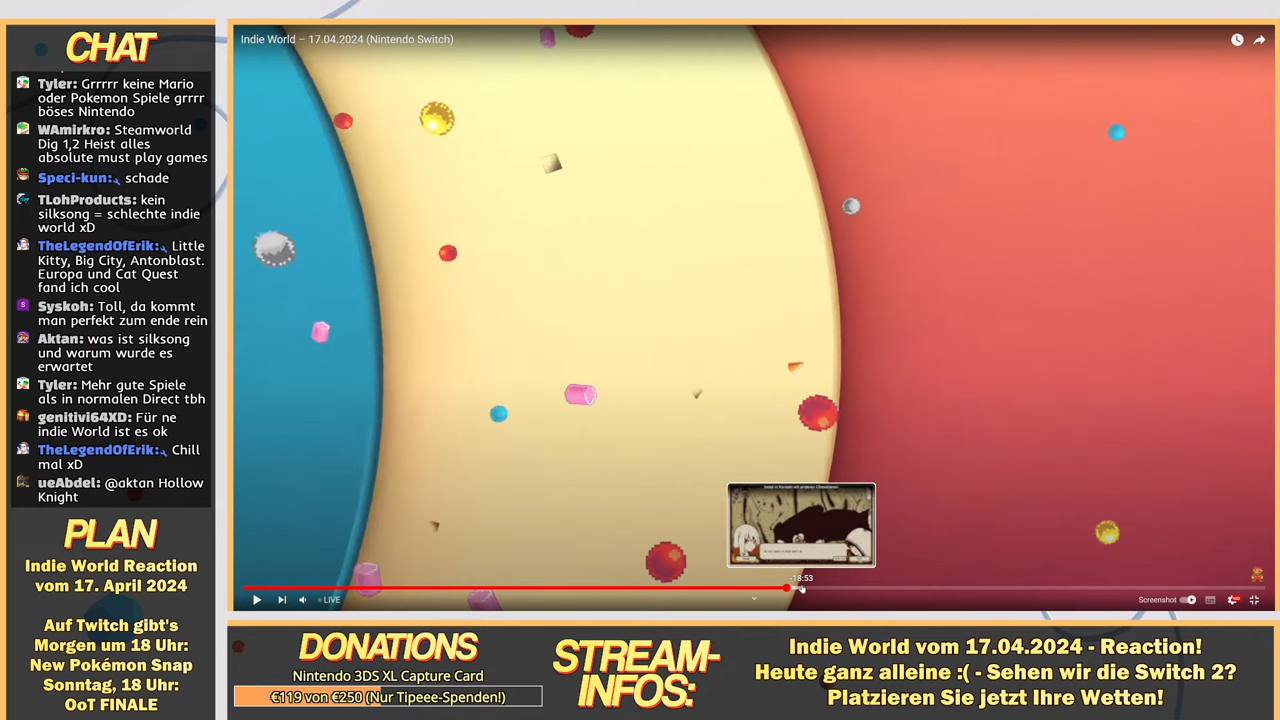 CHAT
Tyler: Grrrrr keine Mario
oder Pokemon Spiele grrrr
böses Nintendo
WAmirkro: Steamworld
Dig 1,2 Heist alles
absolute must play games
Speci-kun: schade
TLohProducts: kein
silksong = schlechte indie
world xD
TheLegendOfErik: Little
Kitty, Big City, Antonblast.
Europa und Cat Quest
fand ich cool
Syskoh: Toll, da kommt
man perfekt zum ende rein
Aktan: was ist silksong
und warum wurde es
erwartet
Tyler: Mehr gute Spiele
als in normalen Direct tbh
genitivi64XD: Für ne
indie World ist es ok
TheLegendOfErik: Chill
mal xD
ueAbdel: @aktan Hollow
Knight
PLAN
Indie World Reaction
vom 17. April 2024
Auf Twitch gibt's
Morgen um 18 Uhr:
New Pokémon Snap
Sonntag, 18 Uhr:
OoT FINALE
Indie World – 17.04.2024 (Nintendo Switch)
-18:53
LIVE
Screenshot
DONATIONS
Nintendo 3DS XL Capture Card
€119 von €250 (Nur Tipeee-Spenden!)
STREAM-
INFOS:
Indie World vom 17.04.2024 - Reaction!
Heute ganz alleine :( - Sehen wir die Switch 2?
Platzieren Sie jetzt Ihre Wetten!